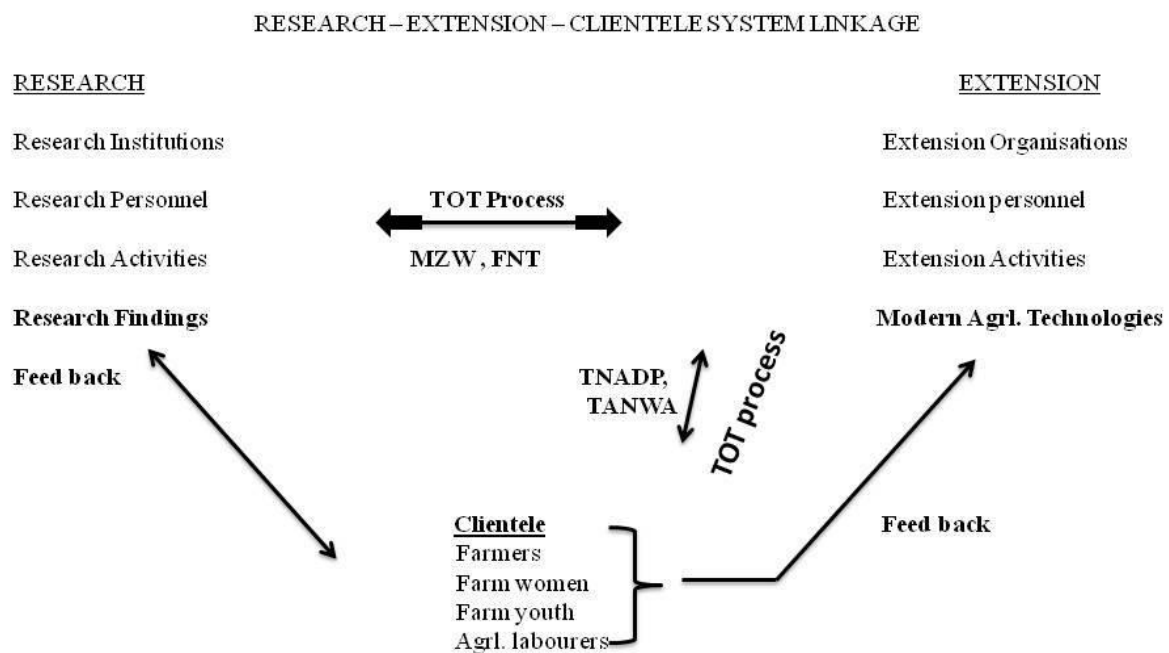 RESEARCH – EXTENSION – CLIENTELE SYSTEM LINKAGE
RESEARCH
EXTENSION
Research Institutions
Extension Organisations
Research Personnel
TOT Process
Extension personnel
Research Activities
MZW , FNT
Extension Activities
Research Findings
Modern Agrl. Technologies
Feed back
TNADP,
TANWA
TOT process
Clientele
Feed back
Farmers
Farm women
Farm youth
Agrl. labourers